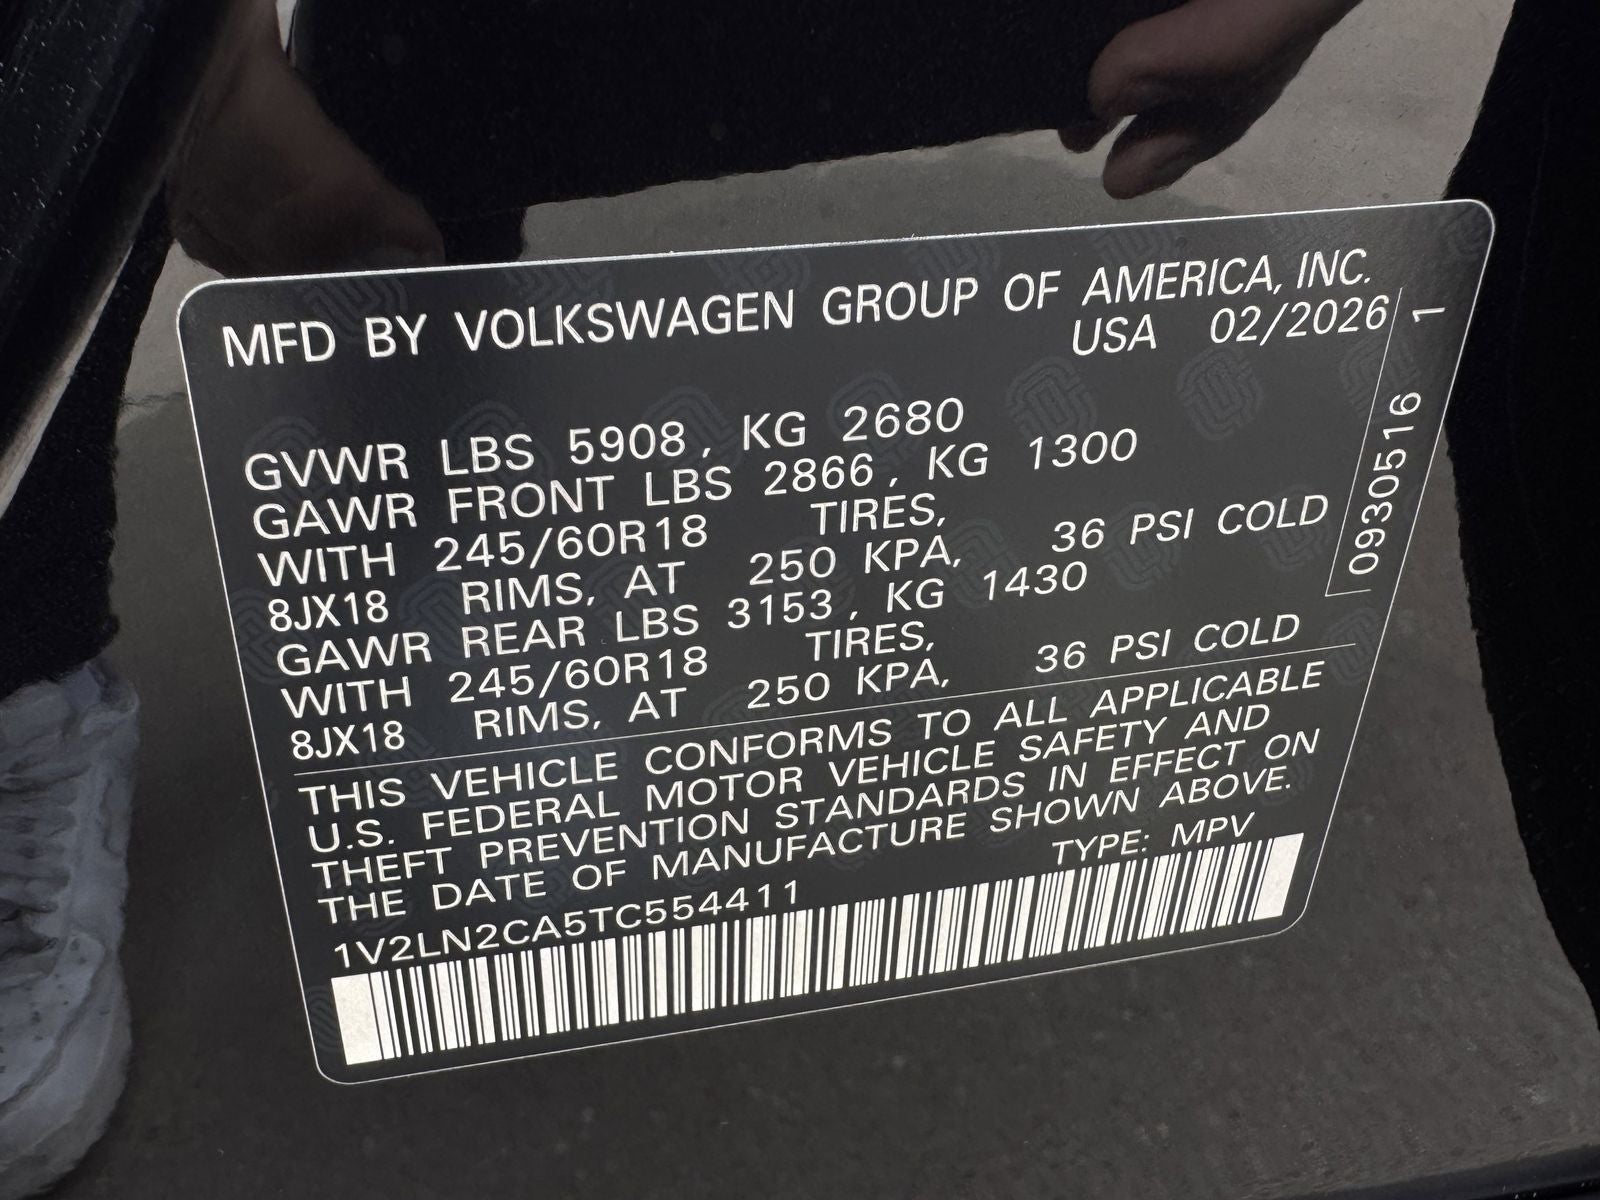 MFD BY VOLKSWAGEN GROUP OF AMERICA, INC.
USA 02/2026
GVWR LBS 5908, KG 2680
GAWR FRONT LBS 2866, KG 1300
WITH 245/60R18 TIRES,
8JX18 RIMS, AT 250 KPA, 36 PSI COLD
GAWR REAR LBS 3153, KG 1430
WITH 245/60R18 TIRES,
8JX18 RIMS, AT 250 KPA, 36 PSI COLD
THIS VEHICLE CONFORMS TO ALL APPLICABLE
U.S. FEDERAL MOTOR VEHICLE SAFETY AND
THEFT PREVENTION STANDARDS IN EFFECT ON
THE DATE OF MANUFACTURE SHOWN ABOVE.
TYPE: MPV
1V2LN2CA5TC554411
09305516 1